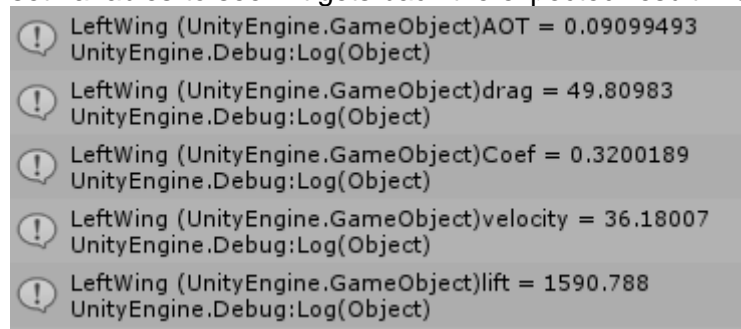 LeftWing (UnityEngine.GameObject)AOT = 0.09099493
UnityEngine.Debug:Log(Object)
LeftWing (UnityEngine.GameObject)drag = 49.80983
UnityEngine.Debug:Log(Object)
LeftWing (UnityEngine.GameObject)Coef = 0.3200189
UnityEngine.Debug:Log(Object)
LeftWing (UnityEngine.GameObject)velocity = 36.18007
UnityEngine.Debug:Log(Object)
LeftWing (UnityEngine.GameObject)lift = 1590.788
UnityEngine.Debug:Log(Object)